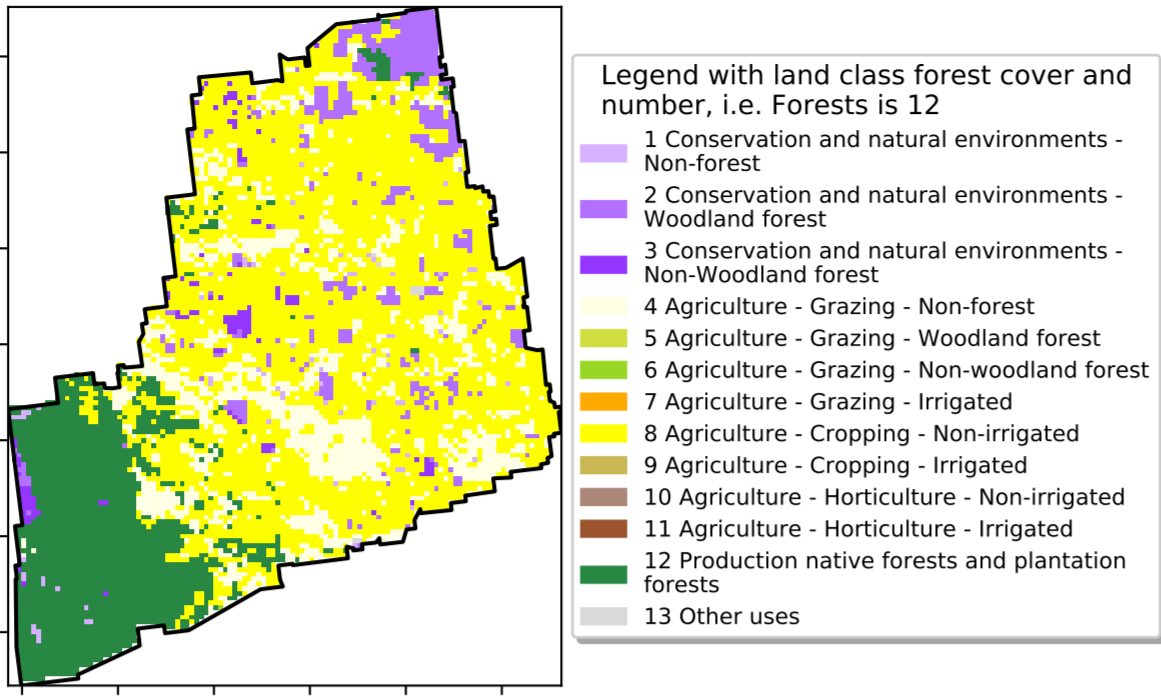 Legend with land class forest cover and
number, i.e. Forests is 12
1 Conservation and natural environments -
Non-forest
2 Conservation and natural environments -
Woodland forest
3 Conservation and natural environments -
Non-Woodland forest
4 Agriculture - Grazing - Non-forest
5 Agriculture - Grazing - Woodland forest
6 Agriculture - Grazing - Non-woodland forest
7 Agriculture - Grazing - Irrigated
8 Agriculture - Cropping - Non-irrigated
9 Agriculture - Cropping - Irrigated
10 Agriculture - Horticulture - Non-irrigated
11 Agriculture - Horticulture - Irrigated
12 Production native forests and plantation
forests
13 Other uses